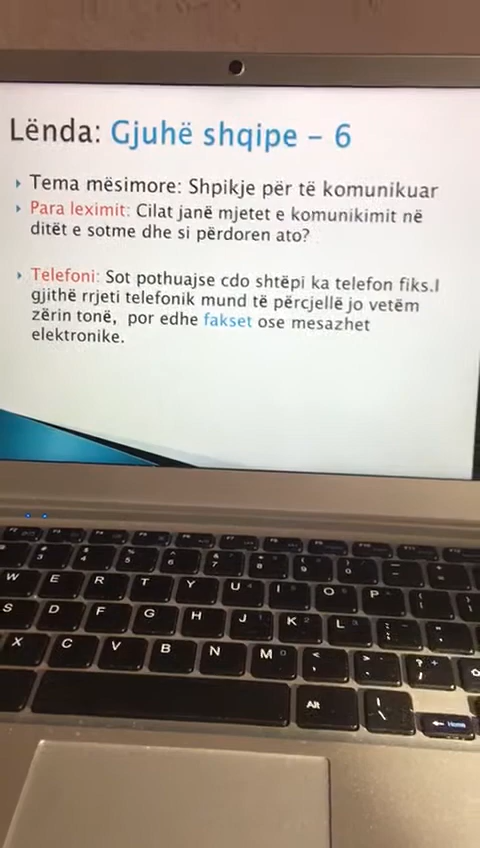 Lënda: Gjuhë shqipe – 6
Tema mësimore: Shpikje për të komunikuar
Para leximit: Cilat janë mjetet e komunikimit në
ditët e sotme dhe si përdoren ato?
Telefoni: Sot pothuajse cdo shtëpi ka telefon fiks.I
gjithë rrjeti telefonik mund të përcjellë jo vetëm
zërin tonë, por edhe fakset ose mesazhet
elektronike.
W E R T Y U I O P
S D F G H J K L
X C V B N M
Alt
Home